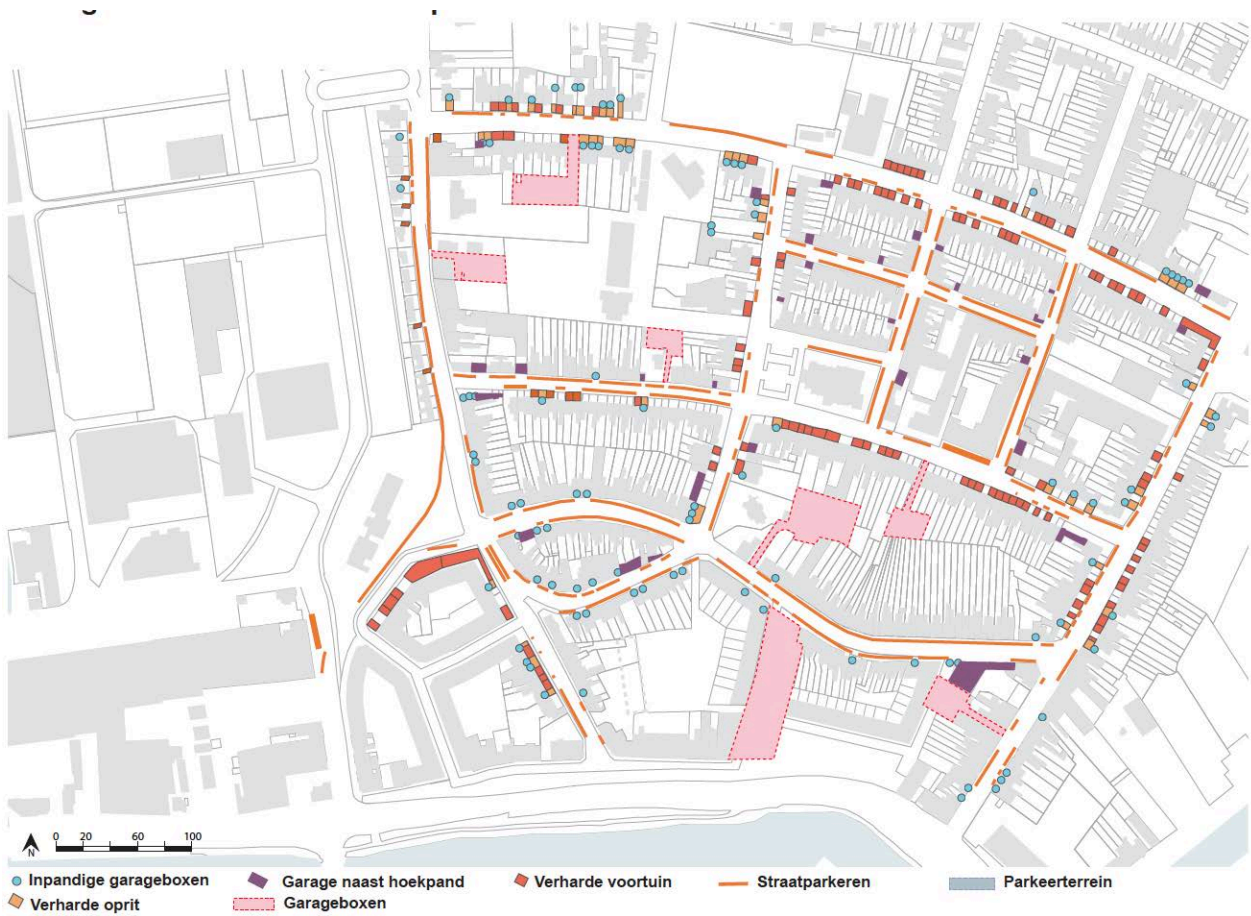 N
0 20 60 100
Inpandige garageboxen Garage naast hoekpand Verharde voortuin Straatparkeren Parkeerterrein
Verharde oprit Garageboxen